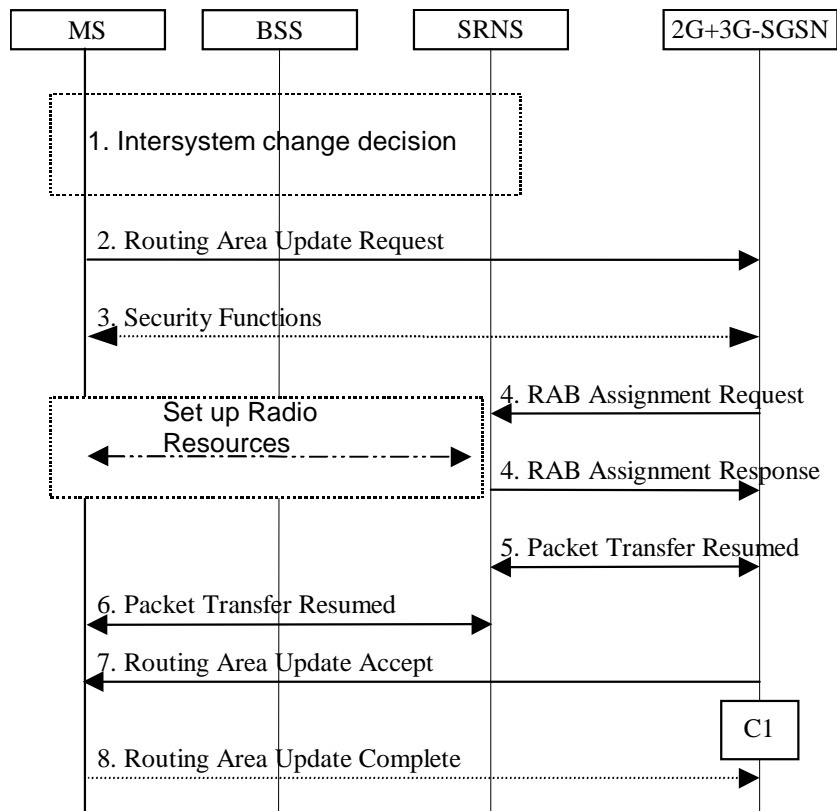 MS BSS SRNS 2G+3G-SGSN
1. Intersystem change decision
2. Routing Area Update Request
3. Security Functions
Set up Radio
Resources
4. RAB Assignment Request
4. RAB Assignment Response
5. Packet Transfer Resumed
6. Packet Transfer Resumed
7. Routing Area Update Accept
C1
8. Routing Area Update Complete